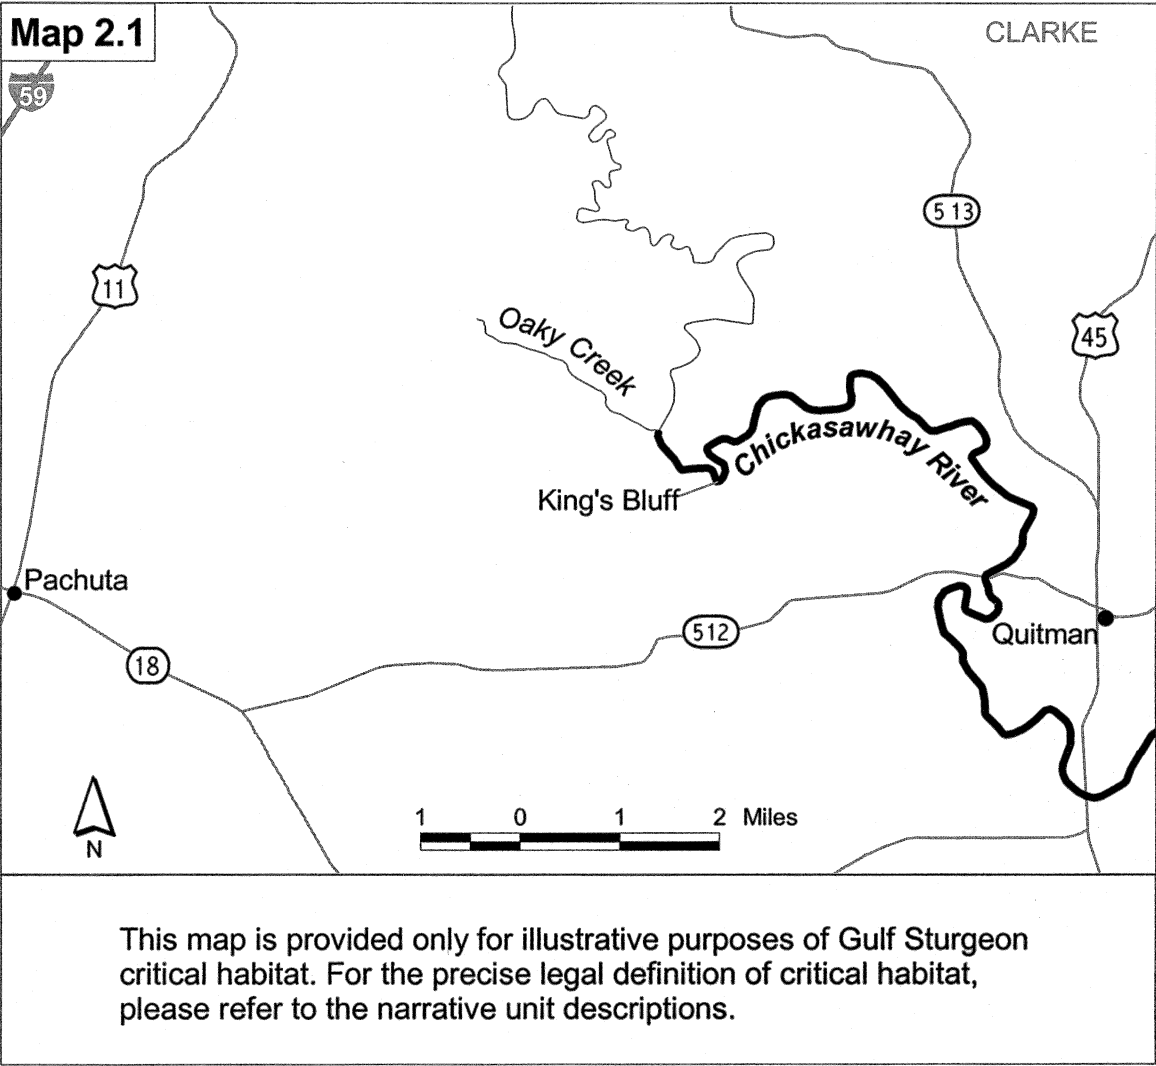 Map 2.1
CLARKE
59
5 13
11
45
Oaky Creek
Chickasawhay River
King's Bluff
Pachuta
512
Quitman
18
1 0 1 2 Miles
N
This map is provided only for illustrative purposes of Gulf Sturgeon
critical habitat. For the precise legal definition of critical habitat,
please refer to the narrative unit descriptions.